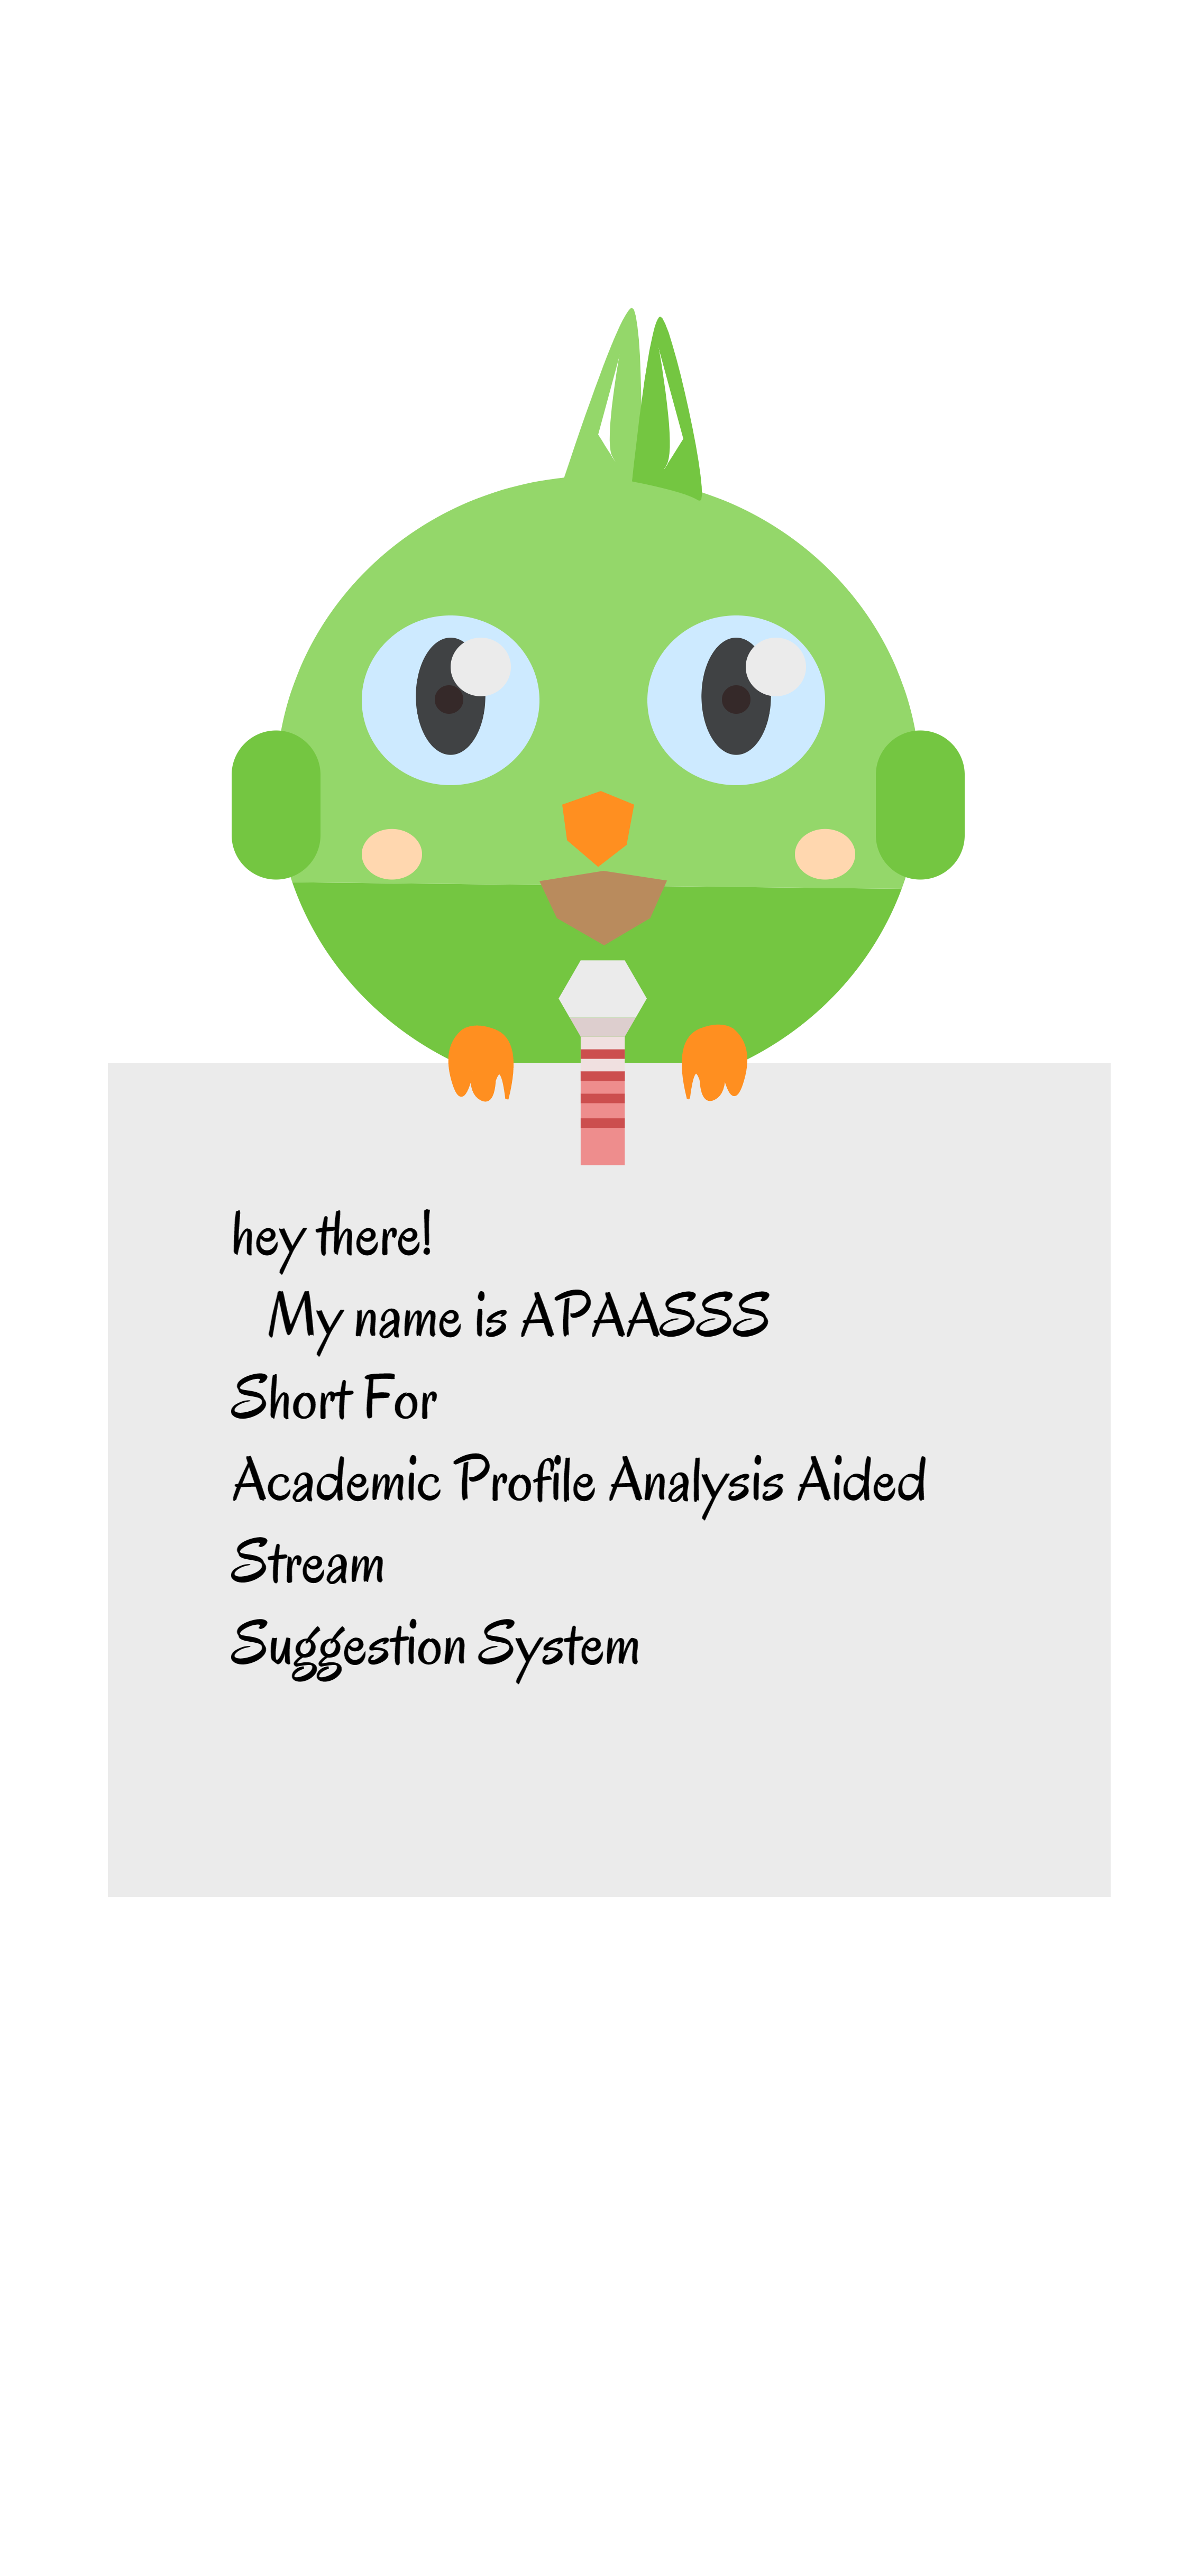 hey there!
My name is APAASSS
Short For
Academic Profile Analysis Aided
Stream
Suggestion System